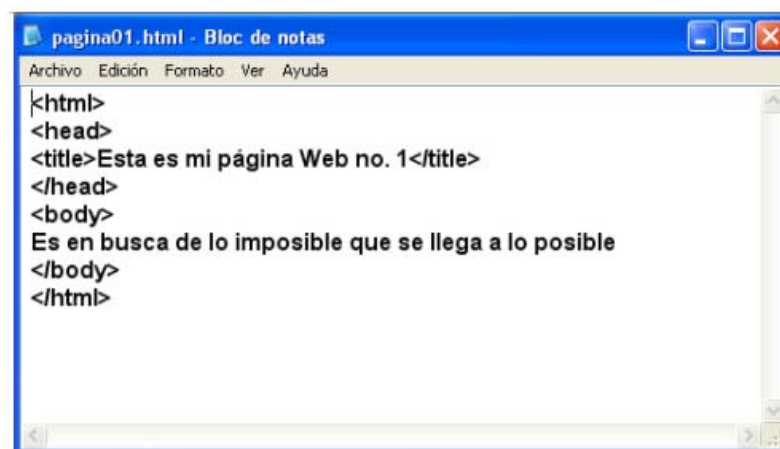 pagina01.html - Bloc de notas
Archivo Edición Formato Ver Ayuda
<html>
<head>
<title>Esta es mi página Web no. 1</title>
</head>
<body>
Es en busca de lo imposible que se llega a lo posible
</body>
</html>